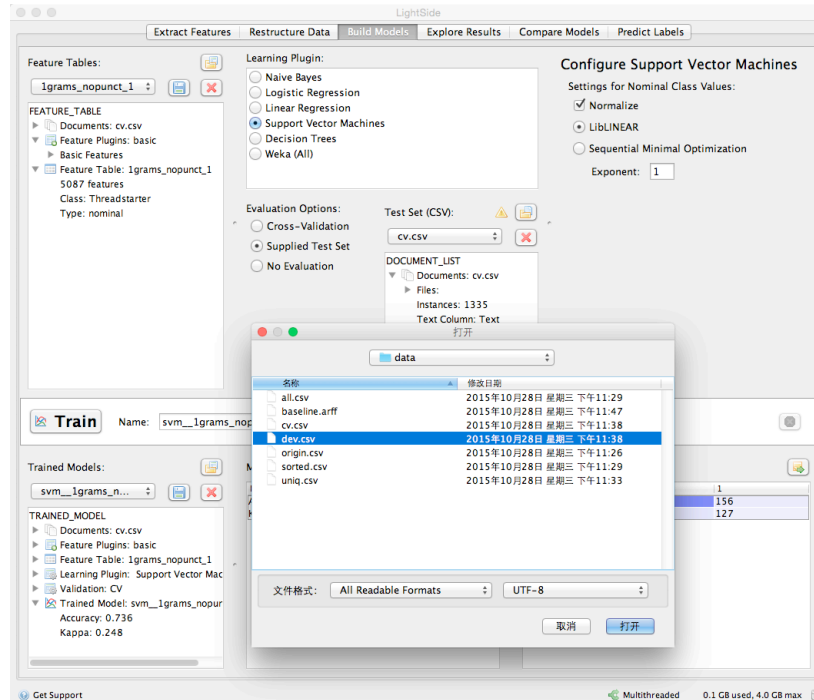 LightSide
Extract Features Restructure Data Build Models Explore Results Compare Models Predict Labels
Feature Tables:
1grams_nopunct_1
FEATURE_TABLE
Documents: cv.csv
Feature Plugins: basic
Basic Features
Feature Table: 1grams_nopunct_1
5087 features
Class: Threadstarter
Type: nominal
Learning Plugin:
Naive Bayes
Logistic Regression
Linear Regression
Support Vector Machines
Decision Trees
Weka (All)
Configure Support Vector Machines
Settings for Nominal Class Values:
Normalize
LibLINEAR
Sequential Minimal Optimization
Exponent: 1
Evaluation Options:
Cross-Validation
Supplied Test Set
No Evaluation
Test Set (CSV):
cv.csv
DOCUMENT_LIST
Documents: cv.csv
Files:
Instances: 1335
Text Column: Text
打开
data
名称 修改日期
all.csv 2015年10月28日 星期三 下午11:29
baseline.arff 2015年10月28日 星期三 下午11:47
cv.csv 2015年10月28日 星期三 下午11:38
dev.csv 2015年10月28日 星期三 下午11:38
origin.csv 2015年10月28日 星期三 下午11:26
sorted.csv 2015年10月28日 星期三 下午11:29
uniq.csv 2015年10月28日 星期三 下午11:33
文件格式: All Readable Formats UTF-8
取消 打开
Train Name: svm__1grams_nop
Trained Models:
svm__1grams_n...
TRAINED_MODEL
Documents: cv.csv
Feature Plugins: basic
Feature Table: 1grams_nopunct_1
Learning Plugin: Support Vector Mac
Validation: CV
Trained Model: svm__1grams_nopur
Accuracy: 0.736
Kappa: 0.248
1
156
127
Get Support Multithreaded 0.1 GB used, 4.0 GB max